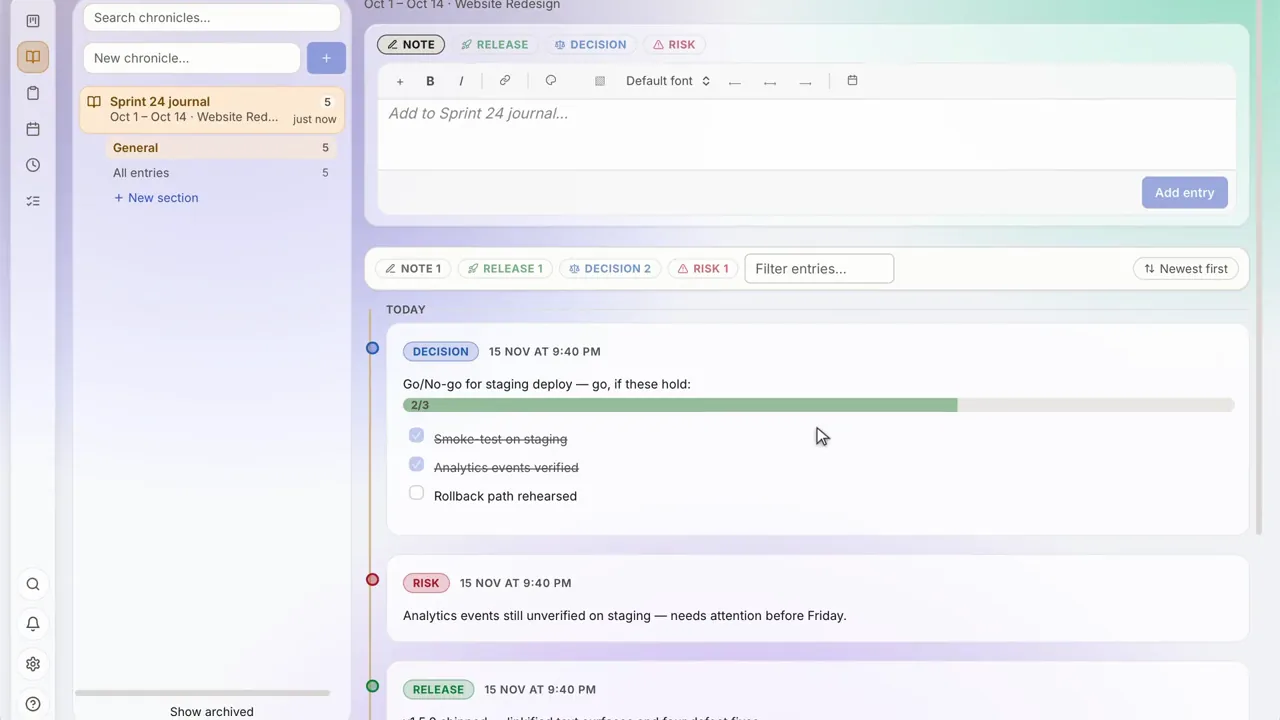 Oct 1 – Oct 14 · Website Redesign
Search chronicles...
New chronicle...
+
Sprint 24 journal 5
Oct 1 – Oct 14 · Website Red... just now
General 5
All entries 5
+ New section
Show archived
NOTE RELEASE DECISION RISK
+ B I Default font
Add to Sprint 24 journal...
Add entry
NOTE 1 RELEASE 1 DECISION 2 RISK 1 Filter entries... Newest first
TODAY
DECISION 15 NOV AT 9:40 PM
Go/No-go for staging deploy — go, if these hold:
2/3
Smoke-test on staging
Analytics events verified
Rollback path rehearsed
RISK 15 NOV AT 9:40 PM
Analytics events still unverified on staging — needs attention before Friday.
RELEASE 15 NOV AT 9:40 PM